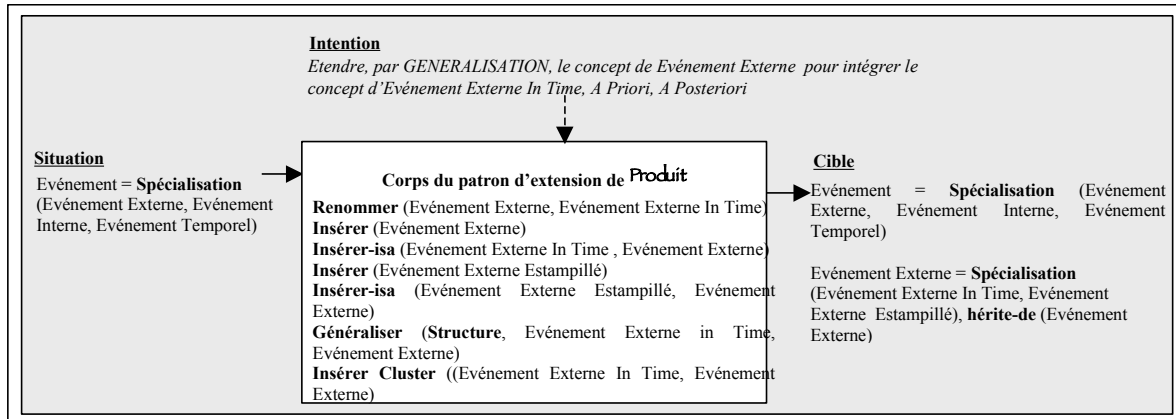 Intention
Etendre, par GENERALISATION, le concept de Evénement Externe pour intégrer le
concept d'Evénement Externe In Time, A Priori, A Posteriori
Situation
Evénement = Spécialisation
(Evénement Externe, Evénement
Interne, Evénement Temporel)
Corps du patron d'extension de Produit
Renommer (Evénement Externe, Evénement Externe In Time)
Insérer (Evénement Externe)
Insérer-isa (Evénement Externe In Time , Evénement Externe)
Insérer (Evénement Externe Estampillé)
Insérer-isa (Evénement Externe Estampillé, Evénement
Externe)
Généraliser (Structure, Evénement Externe in Time,
Evénement Externe)
Insérer Cluster ((Evénement Externe In Time, Evénement
Externe)
Cible
Evénement = Spécialisation (Evénement
Externe, Evénement Interne, Evénement
Temporel)
Evénement Externe = Spécialisation
(Evénement Externe In Time, Evénement
Externe Estampillé), hérite-de (Evénement
Externe)